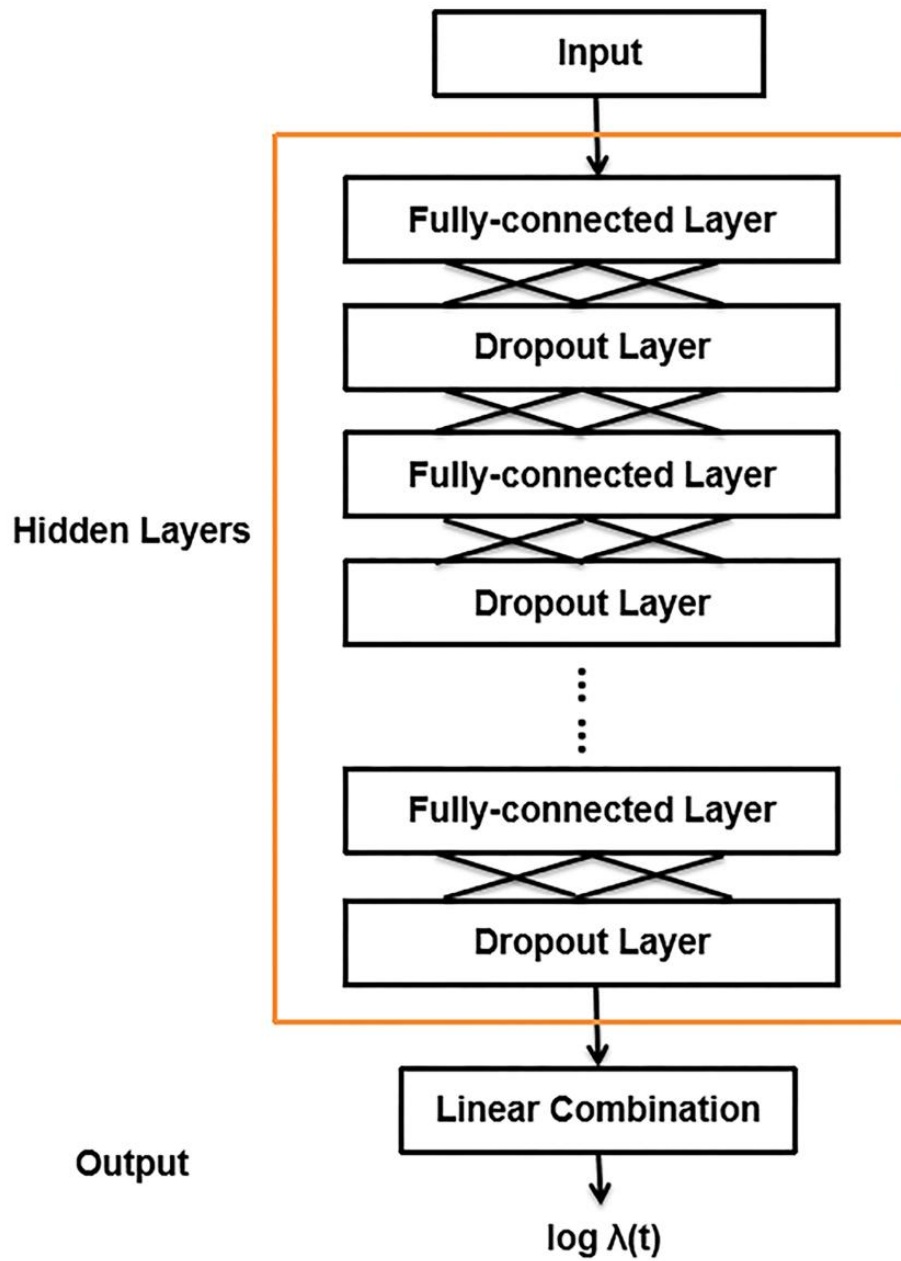 Input
Fully-connected Layer
Dropout Layer
Fully-connected Layer
Hidden Layers
Dropout Layer
Fully-connected Layer
Dropout Layer
Linear Combination
Output
log λ(t)